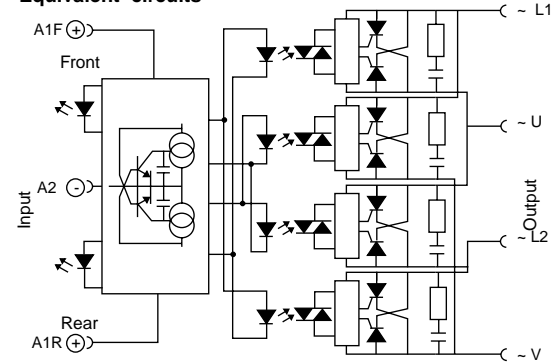 Equivalent circuits
A1F +
Front
A2 -
Input
Rear
A1R +
~ L1
~ U
Output
~ L2
~ V